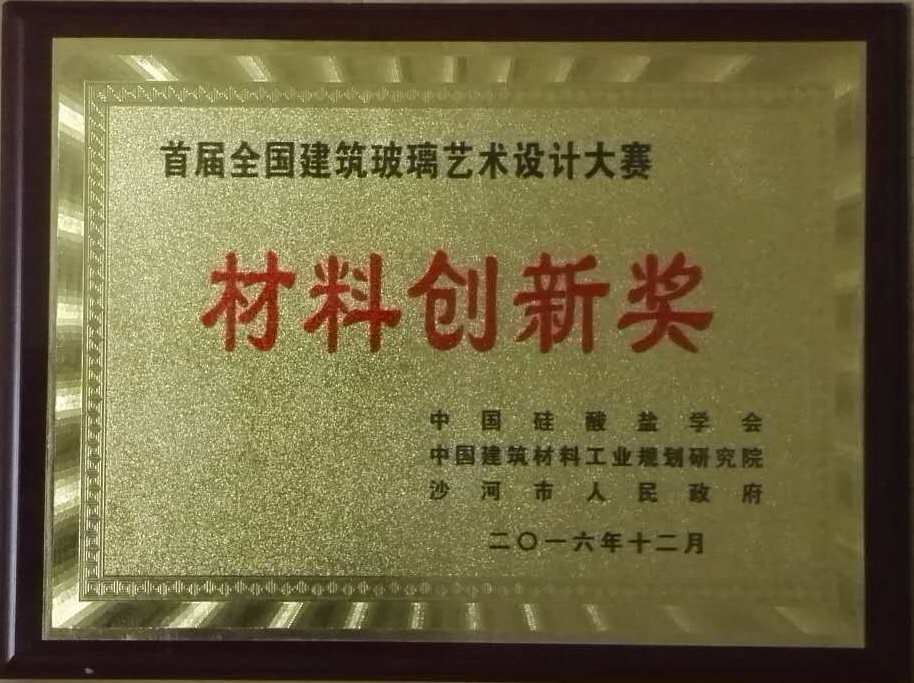 首届全国建筑玻璃艺术设计大赛
材料创新奖
中国硅酸盐学会
中国建筑材料工业规划研究院
沙河市人民政府
二〇一六年十二月